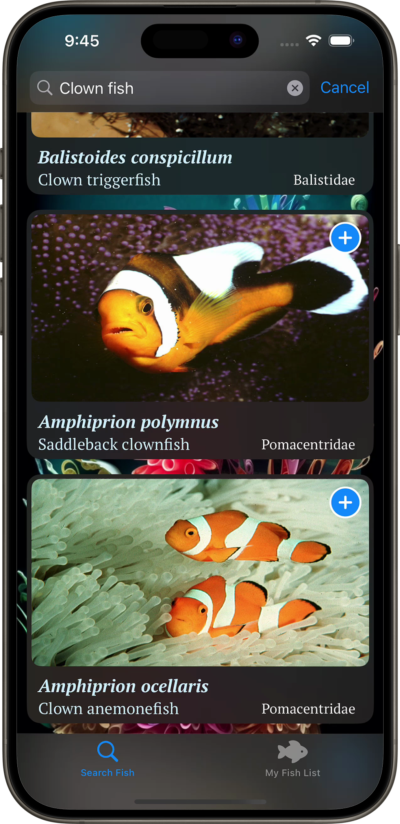 9:45
Clown fish
Cancel
Balistoides conspicillum
Clown triggerfish Balistidae
Amphiprion polymnus
Saddleback clownfish Pomacentridae
Amphiprion ocellaris
Clown anemonefish Pomacentridae
Search Fish My Fish List